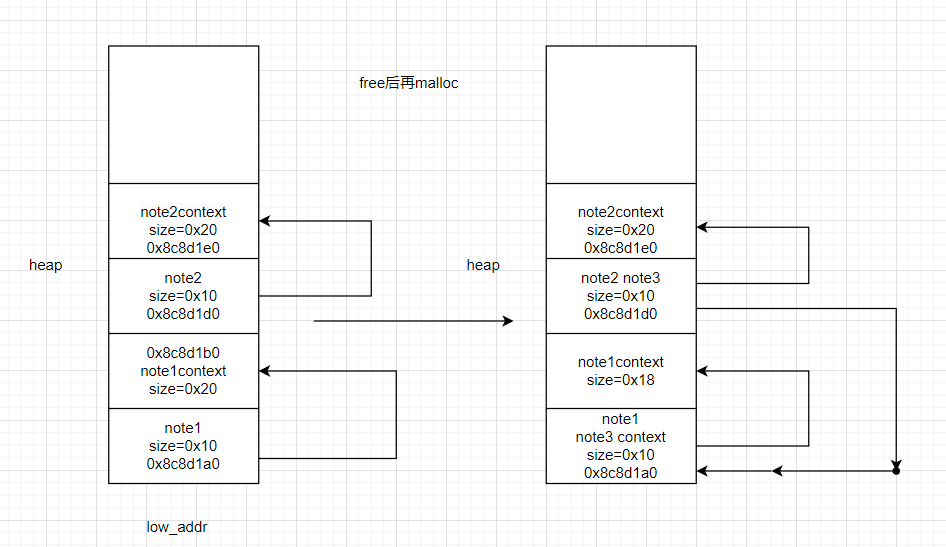 free后再malloc
heap
note2context
size=0x20
0x8c8d1e0
note2
size=0x10
0x8c8d1d0
0x8c8d1b0
note1context
size=0x20
note1
size=0x10
0x8c8d1a0
low_addr
heap
note2context
size=0x20
0x8c8d1e0
note2 note3
size=0x10
0x8c8d1d0
note1context
size=0x18
note1
note3 context
size=0x10
0x8c8d1a0